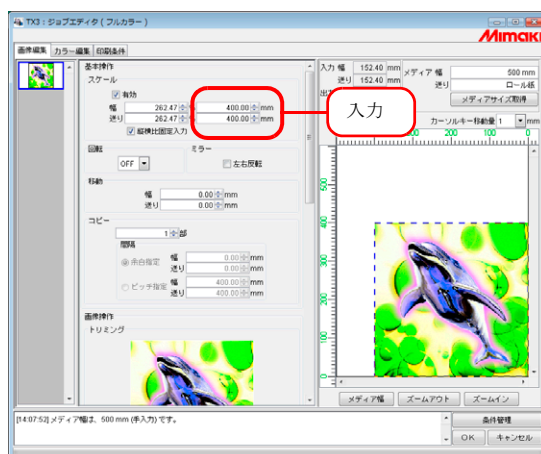 TX3 : ジョブエディタ ( フルカラー )
Mimaki
画像編集 カラー編集 印刷条件
基本操作
スケール
有効
幅 262.47 % 400.00 mm
送り 262.47 % 400.00 mm
縦横比固定入力
入力
回転 ミラー
OFF 左右反転
移動
幅 0.00 mm
送り 0.00 mm
コピー
1 部
間隔
余白指定 幅 0.00 mm
送り 0.00 mm
ピッチ指定 幅 400.00 mm
送り 400.00 mm
画像操作
トリミング
入力 幅 152.40 mm
送り 152.40 mm
メディア 幅 500 mm
送り ロール紙
メディアサイズ取得
カーソルキー移動量 1 mm
200 100 0
メディア幅 ズームアウト ズームイン
[14:07:52] メディア幅は、500 mm (手入力) です。
条件管理
OK キャンセル